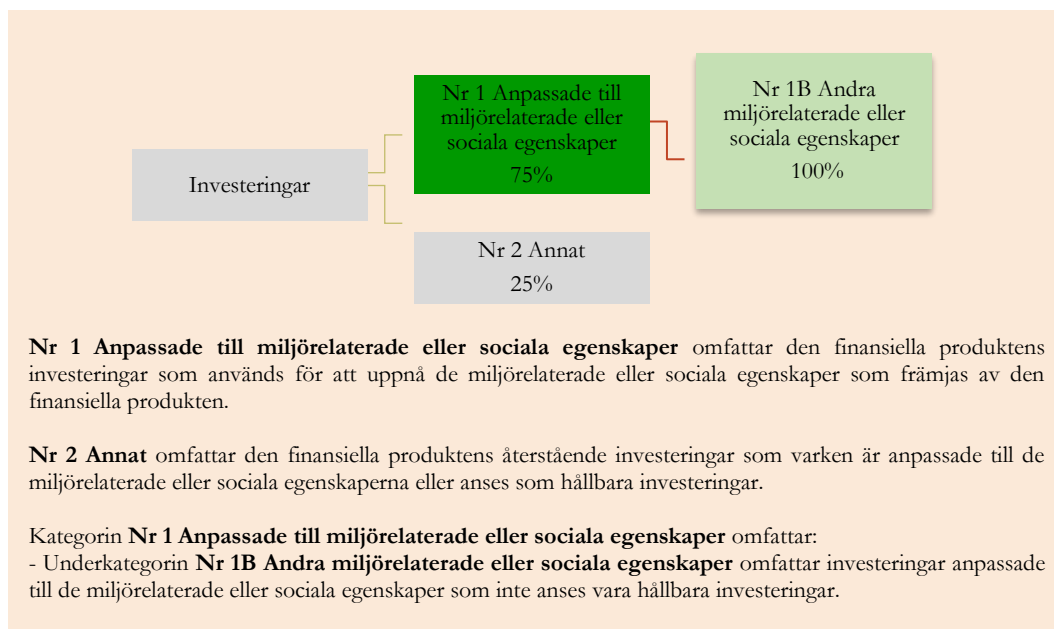 Investeringar
Nr 1 Anpassade till
miljörelaterade eller
sociala egenskaper
75%
Nr 1B Andra
miljörelaterade eller
sociala egenskaper
100%
Nr 2 Annat
25%
Nr 1 Anpassade till miljörelaterade eller sociala egenskaper omfattar den finansiella produktens
investeringar som används för att uppnå de miljörelaterade eller sociala egenskaper som främjas av den
finansiella produkten.
Nr 2 Annat omfattar den finansiella produktens återstående investeringar som varken är anpassade till de
miljörelaterade eller sociala egenskaperna eller anses som hållbara investeringar.
Kategorin Nr 1 Anpassade till miljörelaterade eller sociala egenskaper omfattar:
- Underkategorin Nr 1B Andra miljörelaterade eller sociala egenskaper omfattar investeringar anpassade
till de miljörelaterade eller sociala egenskaper som inte anses vara hållbara investeringar.